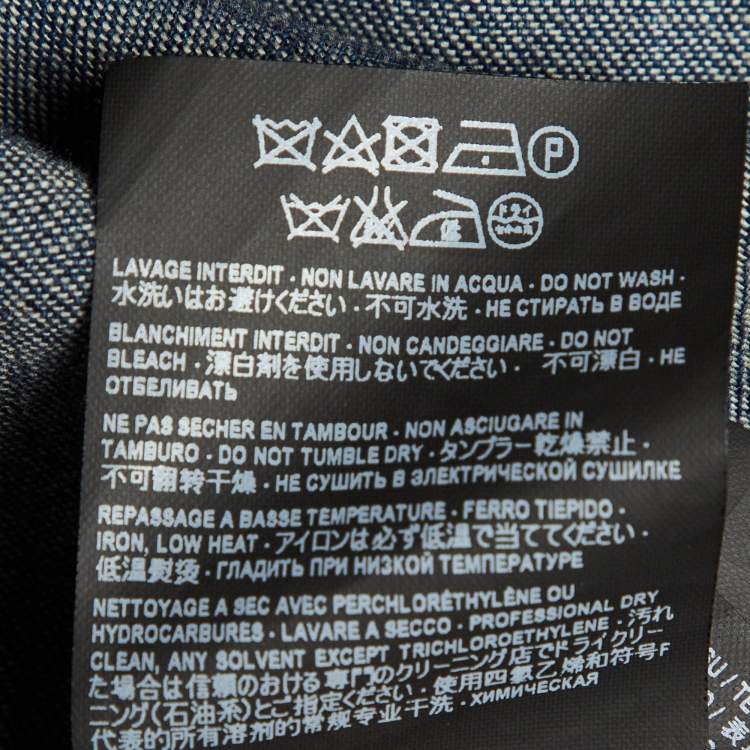 P
ドライ
低
LAVAGE INTERDIT · NON LAVARE IN ACQUA · DO NOT WASH ·
水洗いはお避けください · 不可水洗 · НЕ СТИРАТЬ В ВОДЕ
BLANCHIMENT INTERDIT · NON CANDEGGIARE · DO NOT
BLEACH · 漂白剤を使用しないでください · 不可漂白 · НЕ
ОТБЕЛИВАТЬ
NE PAS SECHER EN TAMBOUR · NON ASCIUGARE IN
TAMBURO · DO NOT TUMBLE DRY · タンブラー乾燥禁止 ·
不可翻转干燥 · НЕ СУШИТЬ В ЭЛЕКТРИЧЕСКОЙ СУШИЛКЕ
REPASSAGE A BASSE TEMPERATURE · FERRO TIEPIDO ·
IRON, LOW HEAT · アイロンは必ず低温で当ててください ·
低温熨烫 · ГЛАДИТЬ ПРИ НИЗКОЙ ТЕМПЕРАТУРЕ
NETTOYAGE A SEC AVEC PERCHLORÉTHYLÈNE OU
HYDROCARBURES · LAVARE A SECCO · PROFESSIONAL DRY
CLEAN, ANY SOLVENT EXCEPT TRICHLOROETHYLENE · 汚れ
た場合は信頼のおける専門のクリーニング店でドライクリー
ニング(石油系)とご指定ください · 使用四氯乙烯和符号F
代表的所有溶剂的常规专业干洗 · ХИМИЧЕСКАЯ